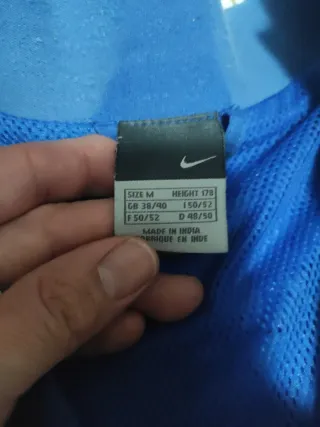 SIZE M HEIGHT 178
GB 38/40 I 50/52
F 50/52 D 48/50
MADE IN INDIA
FABRIQUE EN INDE